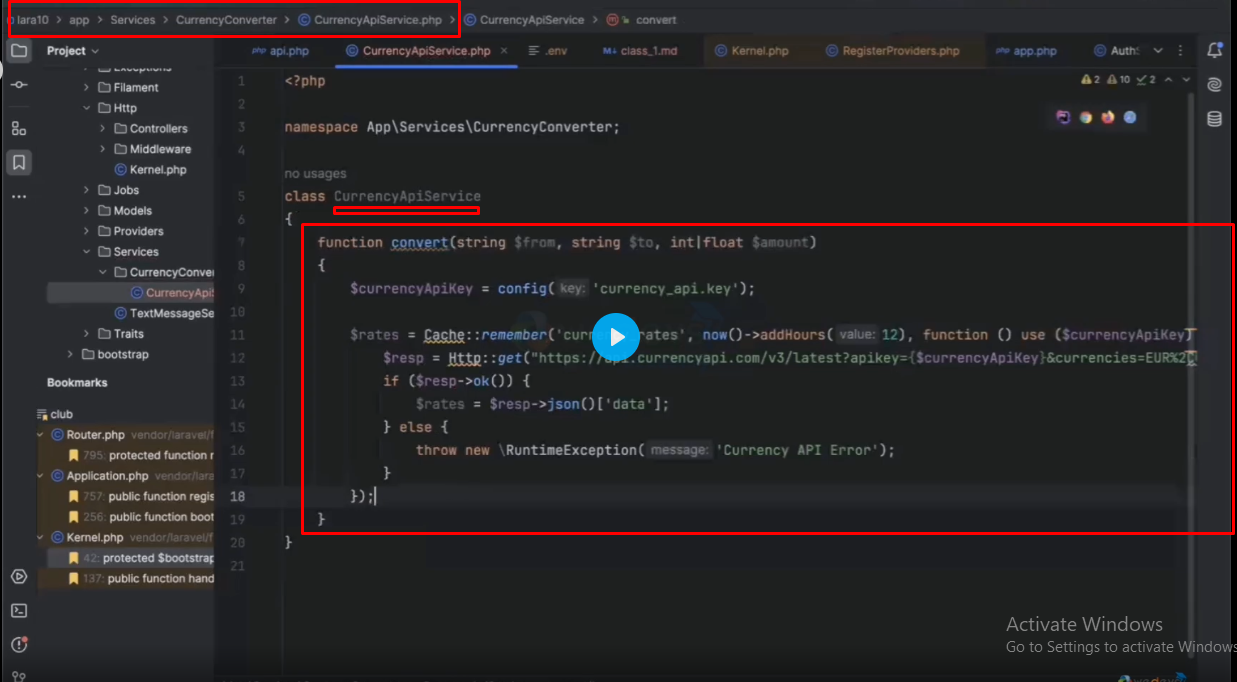 lara10 > app > Services > CurrencyConverter > CurrencyApiService.php > CurrencyApiService > convert
Project
api.php
CurrencyApiService.php ×
.env
class_1.md
Kernel.php
RegisterProviders.php
app.php
Exceptions
Filament
Http
Controllers
Middleware
Kernel.php
Jobs
Models
Providers
Services
CurrencyConver
CurrencyApiS
TextMessageSe
Traits
bootstrap
Bookmarks
club
Router.php vendor/laravel/f
795: protected function r
Application.php vendor/lara
757: public function regis
256: public function boot
Kernel.php vendor/laravel/f
42: protected $bootstrap
137: public function hand
2 10 2
1 <?php
2
3 namespace App\Services\CurrencyConverter;
4
no usages
5 class CurrencyApiService
6 {
7 function convert(string $from, string $to, int|float $amount)
8 {
9 $currencyApiKey = config( key: 'currency_api.key');
10
11 $rates = Cache::remember('curr rates', now()->addHours( value: 12), function () use ($currencyApiKey)
12 $resp = Http::get("https://api.currencyapi.com/v3/latest?apikey={$currencyApiKey}&currencies=EUR%2C
13 if ($resp->ok()) {
14 $rates = $resp->json()['data'];
15 } else {
16 throw new \RuntimeException( message: 'Currency API Error');
17 }
18 });
19 }
20 }
21
Activate Windows
Go to Settings to activate Windows